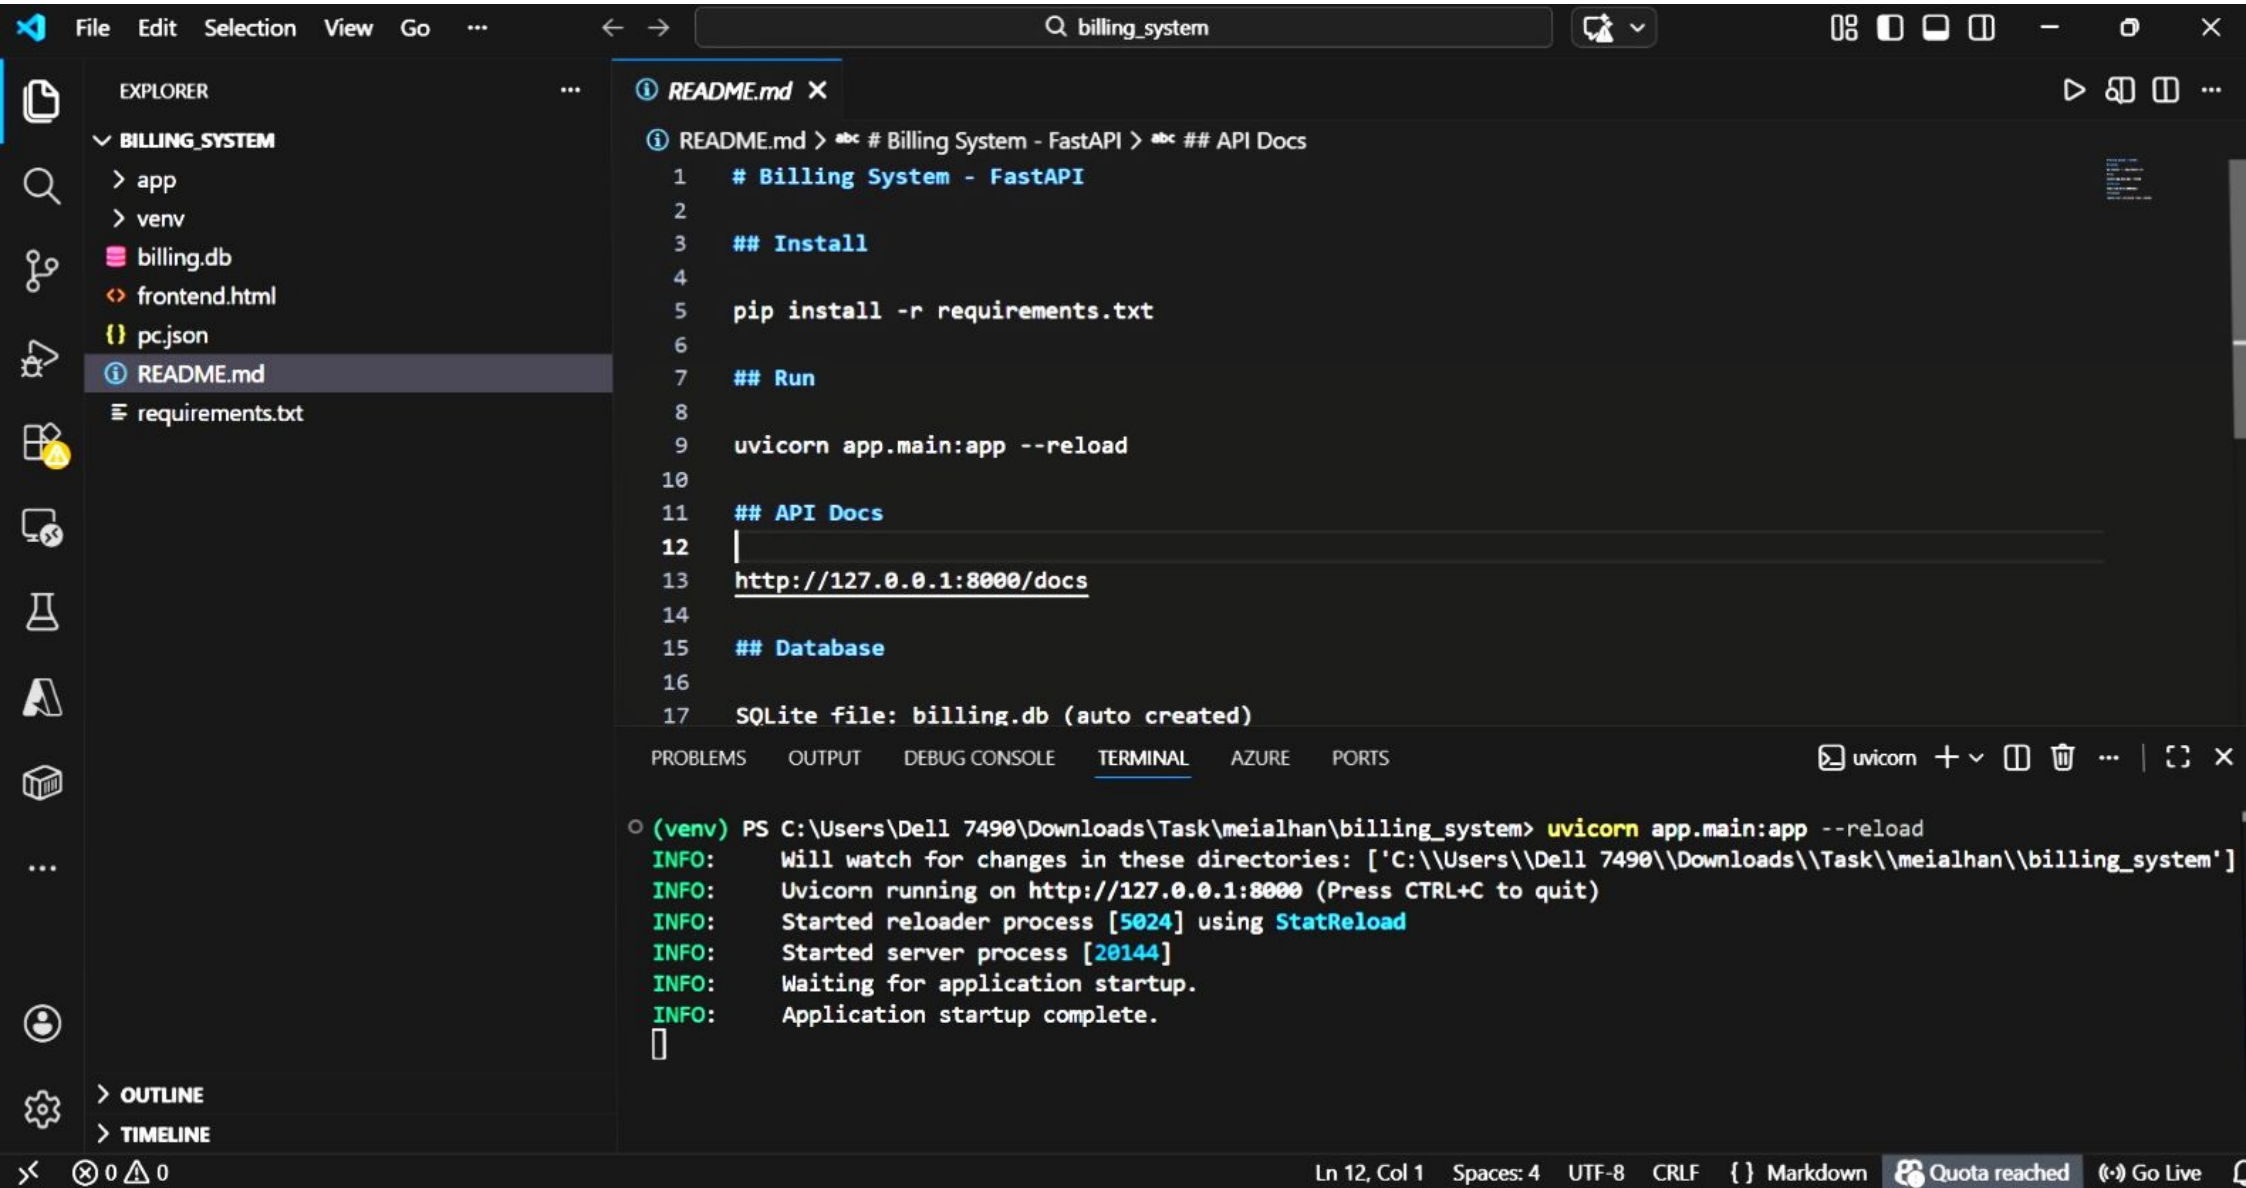 File Edit Selection View Go ··· billing_system
EXPLORER ···
BILLING_SYSTEM
app
venv
billing.db
frontend.html
{} pc.json
README.md
requirements.txt
OUTLINE
TIMELINE
README.md
README.md > abc # Billing System - FastAPI > abc ## API Docs
1 # Billing System - FastAPI
2
3 ## Install
4
5 pip install -r requirements.txt
6
7 ## Run
8
9 uvicorn app.main:app --reload
10
11 ## API Docs
12
13 http://127.0.0.1:8000/docs
14
15 ## Database
16
17 SQLite file: billing.db (auto created)
PROBLEMS OUTPUT DEBUG CONSOLE TERMINAL AZURE PORTS uvicorn
(venv) PS C:\Users\Dell 7490\Downloads\Task\meialhan\billing_system> uvicorn app.main:app --reload
INFO: Will watch for changes in these directories: ['C:\\Users\\Dell 7490\\Downloads\\Task\\meialhan\\billing_system']
INFO: Uvicorn running on http://127.0.0.1:8000 (Press CTRL+C to quit)
INFO: Started reloader process [5024] using StatReload
INFO: Started server process [20144]
INFO: Waiting for application startup.
INFO: Application startup complete.
0 0 Ln 12, Col 1 Spaces: 4 UTF-8 CRLF {} Markdown Quota reached Go Live